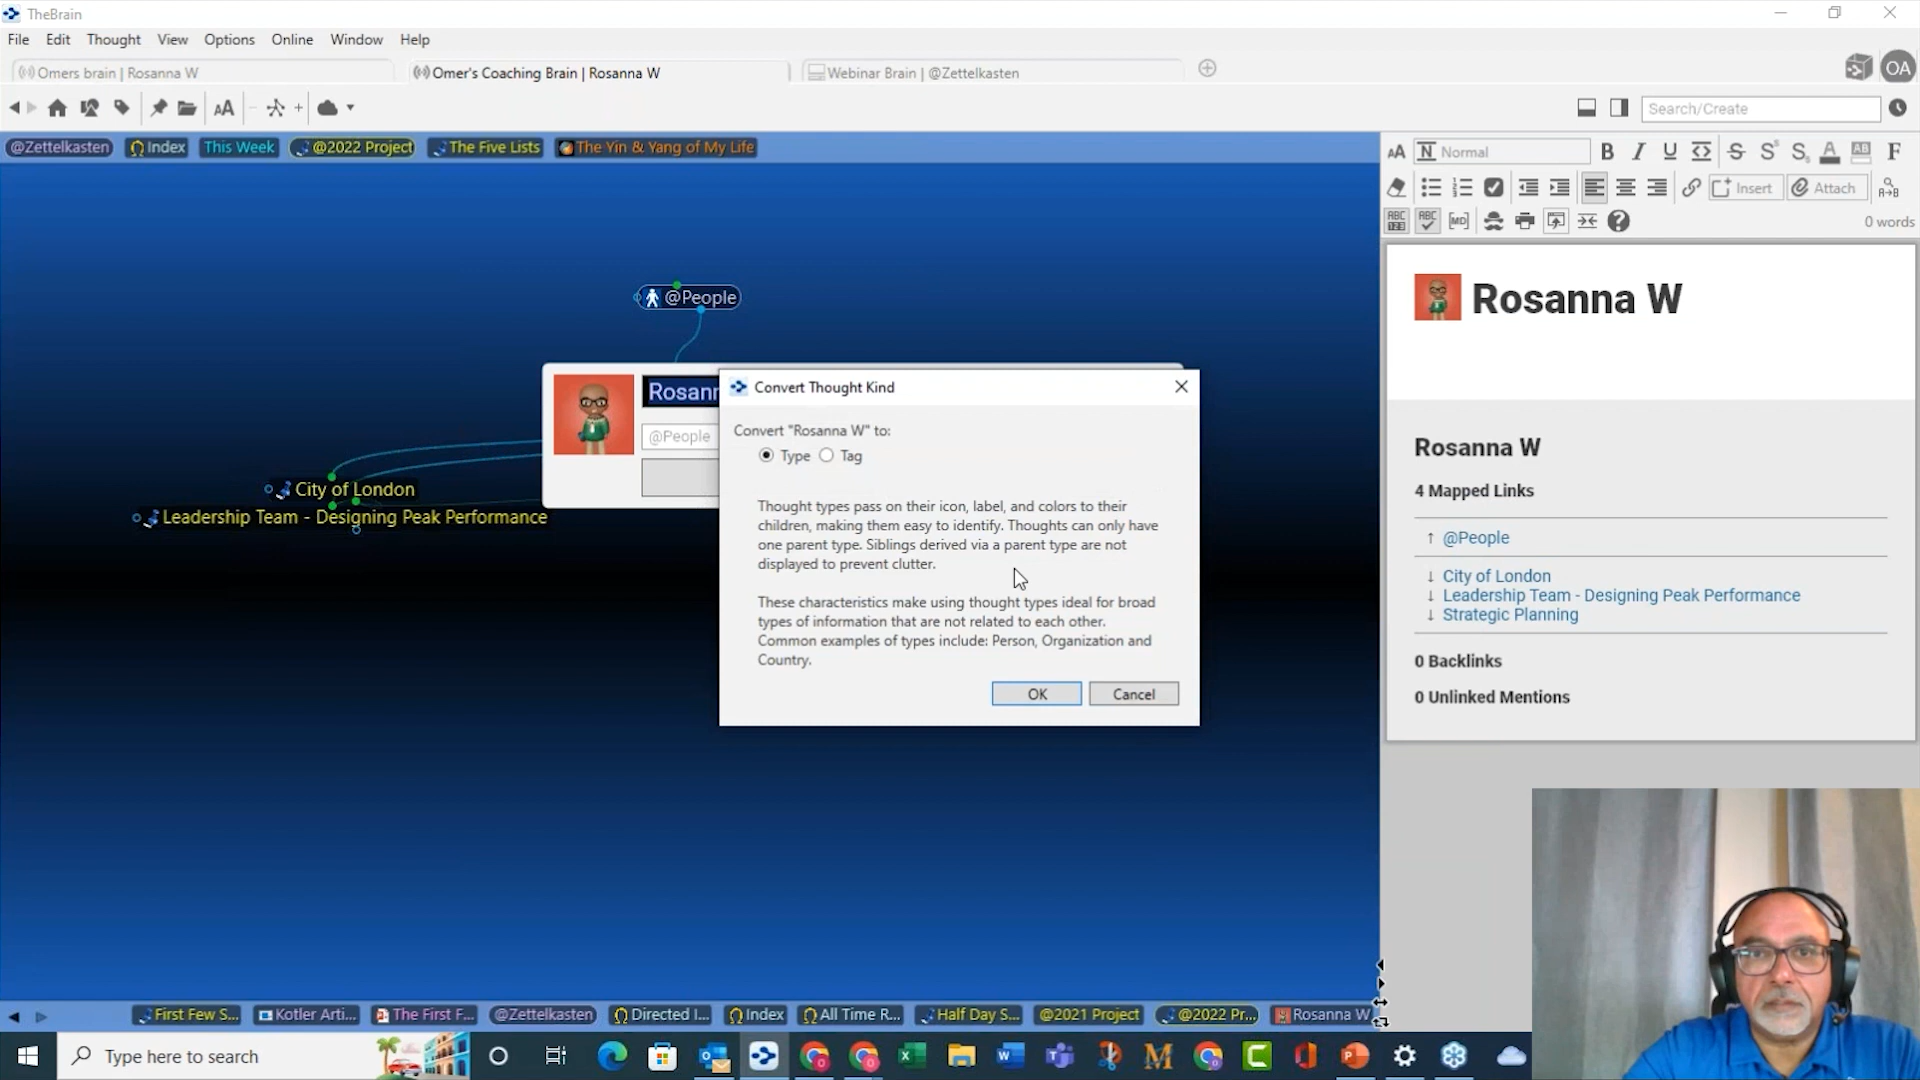 TheBrain
File Edit Thought View Options Online Window Help
Omers brain | Rosanna W
Omer's Coaching Brain | Rosanna W
Webinar Brain | @Zettelkasten
OA
Search/Create
@Zettelkasten Index This Week @2022 Project The Five Lists The Yin & Yang of My Life
Normal
Insert Attach
0 words
@People
Rosann
@People
City of London
Leadership Team - Designing Peak Performance
Convert Thought Kind
Convert "Rosanna W" to:
Type Tag
Thought types pass on their icon, label, and colors to their
children, making them easy to identify. Thoughts can only have
one parent type. Siblings derived via a parent type are not
displayed to prevent clutter.
These characteristics make using thought types ideal for broad
types of information that are not related to each other.
Common examples of types include: Person, Organization and
Country.
OK Cancel
Rosanna W
Rosanna W
4 Mapped Links
↑ @People
↓ City of London
↓ Leadership Team - Designing Peak Performance
↓ Strategic Planning
0 Backlinks
0 Unlinked Mentions
First Few S... Kotler Arti... The First F... @Zettelkasten Directed I... Index All Time R... Half Day S... @2021 Project @2022 Pr... Rosanna W
Type here to search